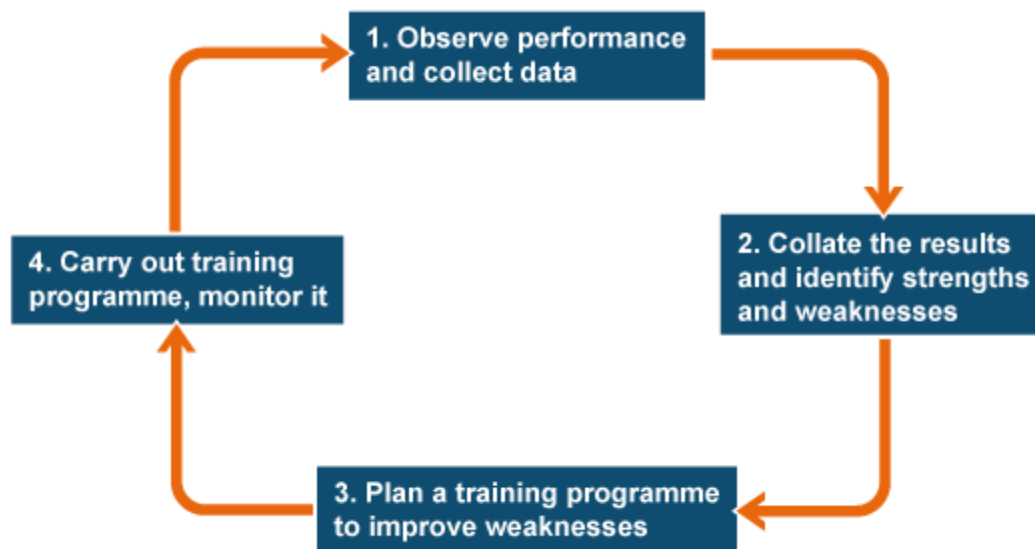 1. Observe performance
and collect data
2. Collate the results
and identify strengths
and weaknesses
3. Plan a training programme
to improve weaknesses
4. Carry out training
programme, monitor it